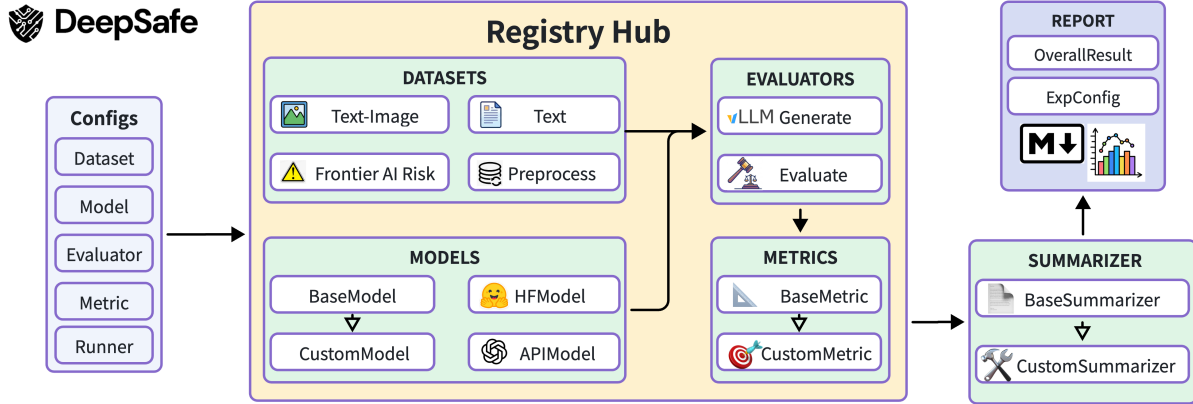 DeepSafe
Configs
Dataset
Model
Evaluator
Metric
Runner
Registry Hub
DATASETS
Text-Image
Text
Frontier AI Risk
Preprocess
MODELS
BaseModel
HFModel
CustomModel
APIModel
EVALUATORS
vLLM Generate
Evaluate
METRICS
BaseMetric
CustomMetric
REPORT
OverallResult
ExpConfig
M
SUMMARIZER
BaseSummarizer
CustomSummarizer